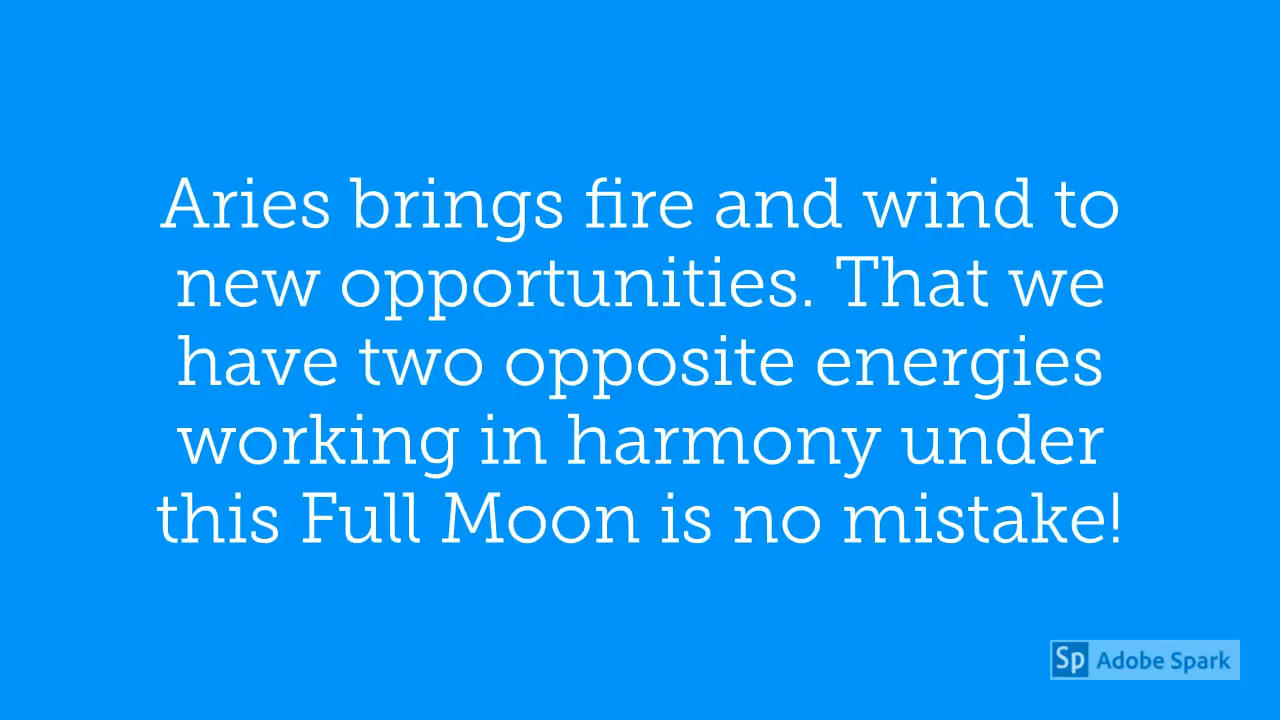 Aries brings fire and wind to
new opportunities. That we
have two opposite energies
working in harmony under
this Full Moon is no mistake!
Sp Adobe Spark